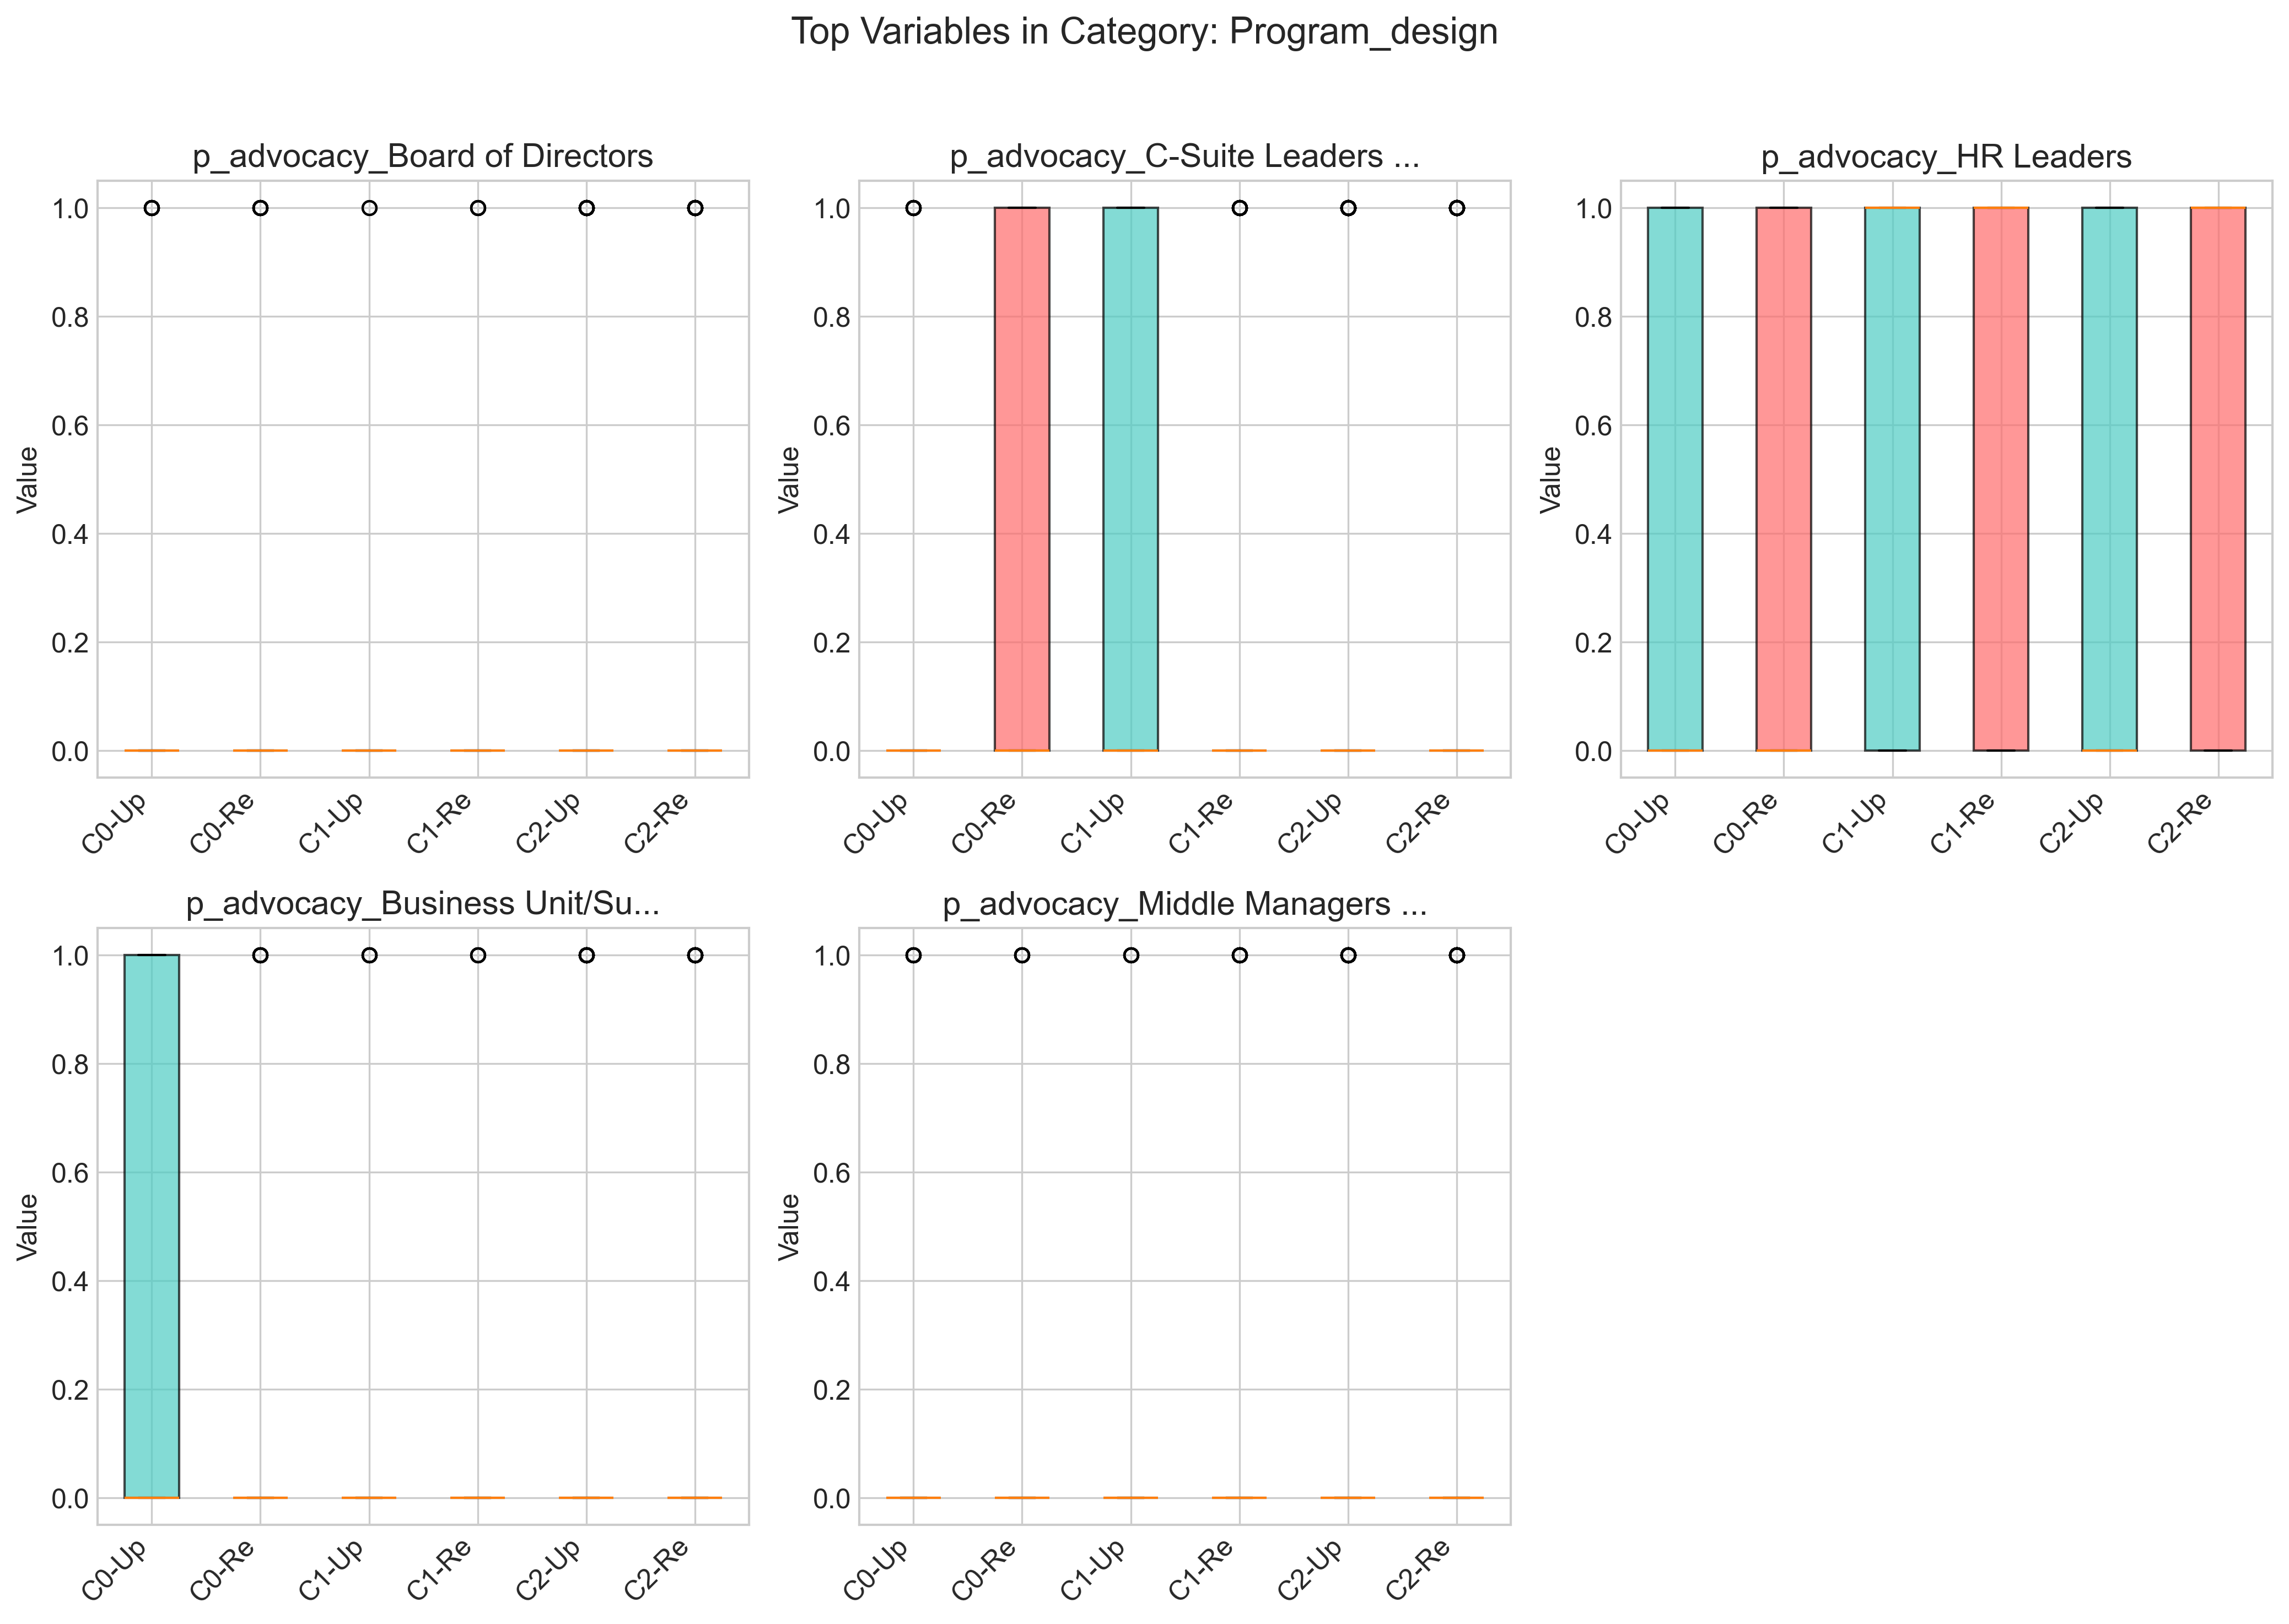 Top Variables in Category: Program_design
p_advocacy_Board of Directors
1.0
0.8
0.6
0.4
0.2
0.0
Value
C0-Up
C0-Re
C1-Up
C1-Re
C2-Up
C2-Re
p_advocacy_C-Suite Leaders ...
1.0
0.8
0.6
0.4
0.2
0.0
Value
C0-Up
C0-Re
C1-Up
C1-Re
C2-Up
C2-Re
p_advocacy_HR Leaders
1.0
0.8
0.6
0.4
0.2
0.0
Value
C0-Up
C0-Re
C1-Up
C1-Re
C2-Up
C2-Re
p_advocacy_Business Unit/Su...
1.0
0.8
0.6
0.4
0.2
0.0
Value
C0-Up
C0-Re
C1-Up
C1-Re
C2-Up
C2-Re
p_advocacy_Middle Managers ...
1.0
0.8
0.6
0.4
0.2
0.0
Value
C0-Up
C0-Re
C1-Up
C1-Re
C2-Up
C2-Re